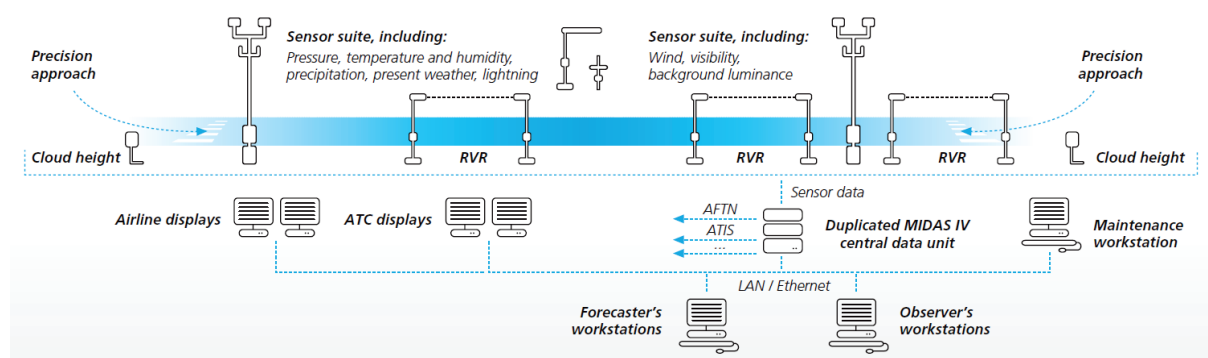 Sensor suite, including:
Pressure, temperature and humidity,
precipitation, present weather, lightning
Sensor suite, including:
Wind, visibility,
background luminance
Precision
approach
Precision
approach
Cloud height
RVR
RVR
RVR
Cloud height
Sensor data
Airline displays
ATC displays
AFTN
ATIS
...
Duplicated MIDAS IV
central data unit
Maintenance
workstation
LAN / Ethernet
Forecaster's
workstations
Observer's
workstations